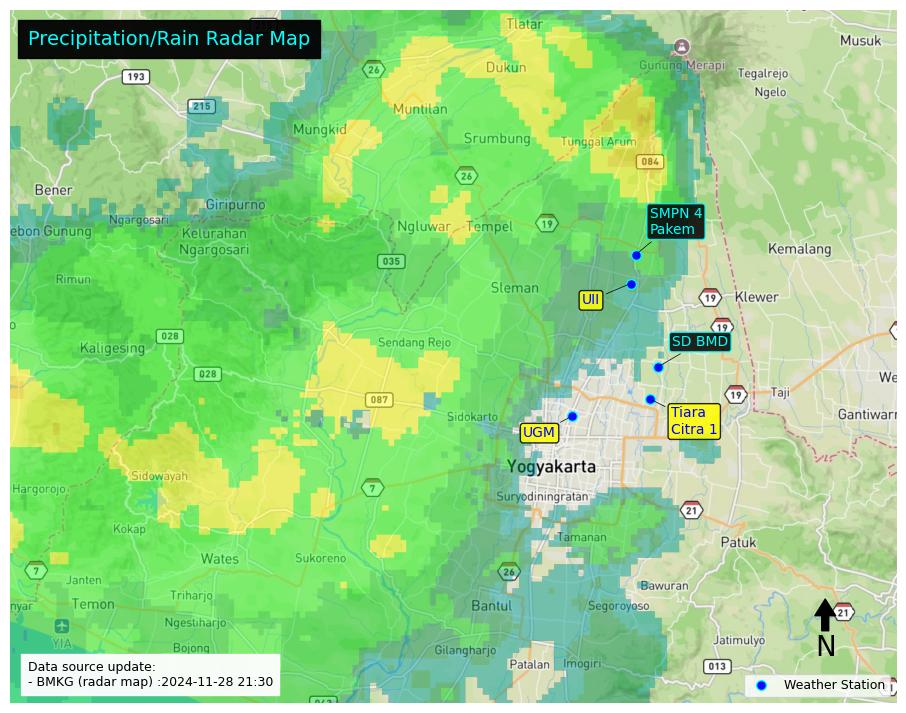 Precipitation/Rain Radar Map
Tlatar
Musuk
26
Dukun
Gunung Merapi
Tegalrejo
193
Ngelo
215
Muntilan
Mungkid
Srumbung
Tunggal Arum
084
26
Bener
Giripurno
SMPN 4
Pakem
Ngargosari
Ngluwar
Tempel
19
ebon Gunung
Kelurahan
Ngargosari
Kemalang
035
Rimun
Sleman
UII
19
Klewer
028
19
Kaligesing
Sendang Rejo
SD BMD
028
We
087
19
Taji
Sidokarto
Tiara
Citra 1
Gantiwarn
UGM
Yogyakarta
Sidowayah
Hargorojo
7
Suryodiningratan
21
Kokap
Tamanan
Patuk
Wates
Sukoreno
7
26
Janten
Bawuran
nyar
Temon
Triharjo
Bantul
Segoroyoso
21
Ngestiharjo
YIA
Jatimulyo
N
Bojong
Gilangharjo
Patalan
Imogiri
013
Data source update:
- BMKG (radar map) :2024-11-28 21:30
Weather Station